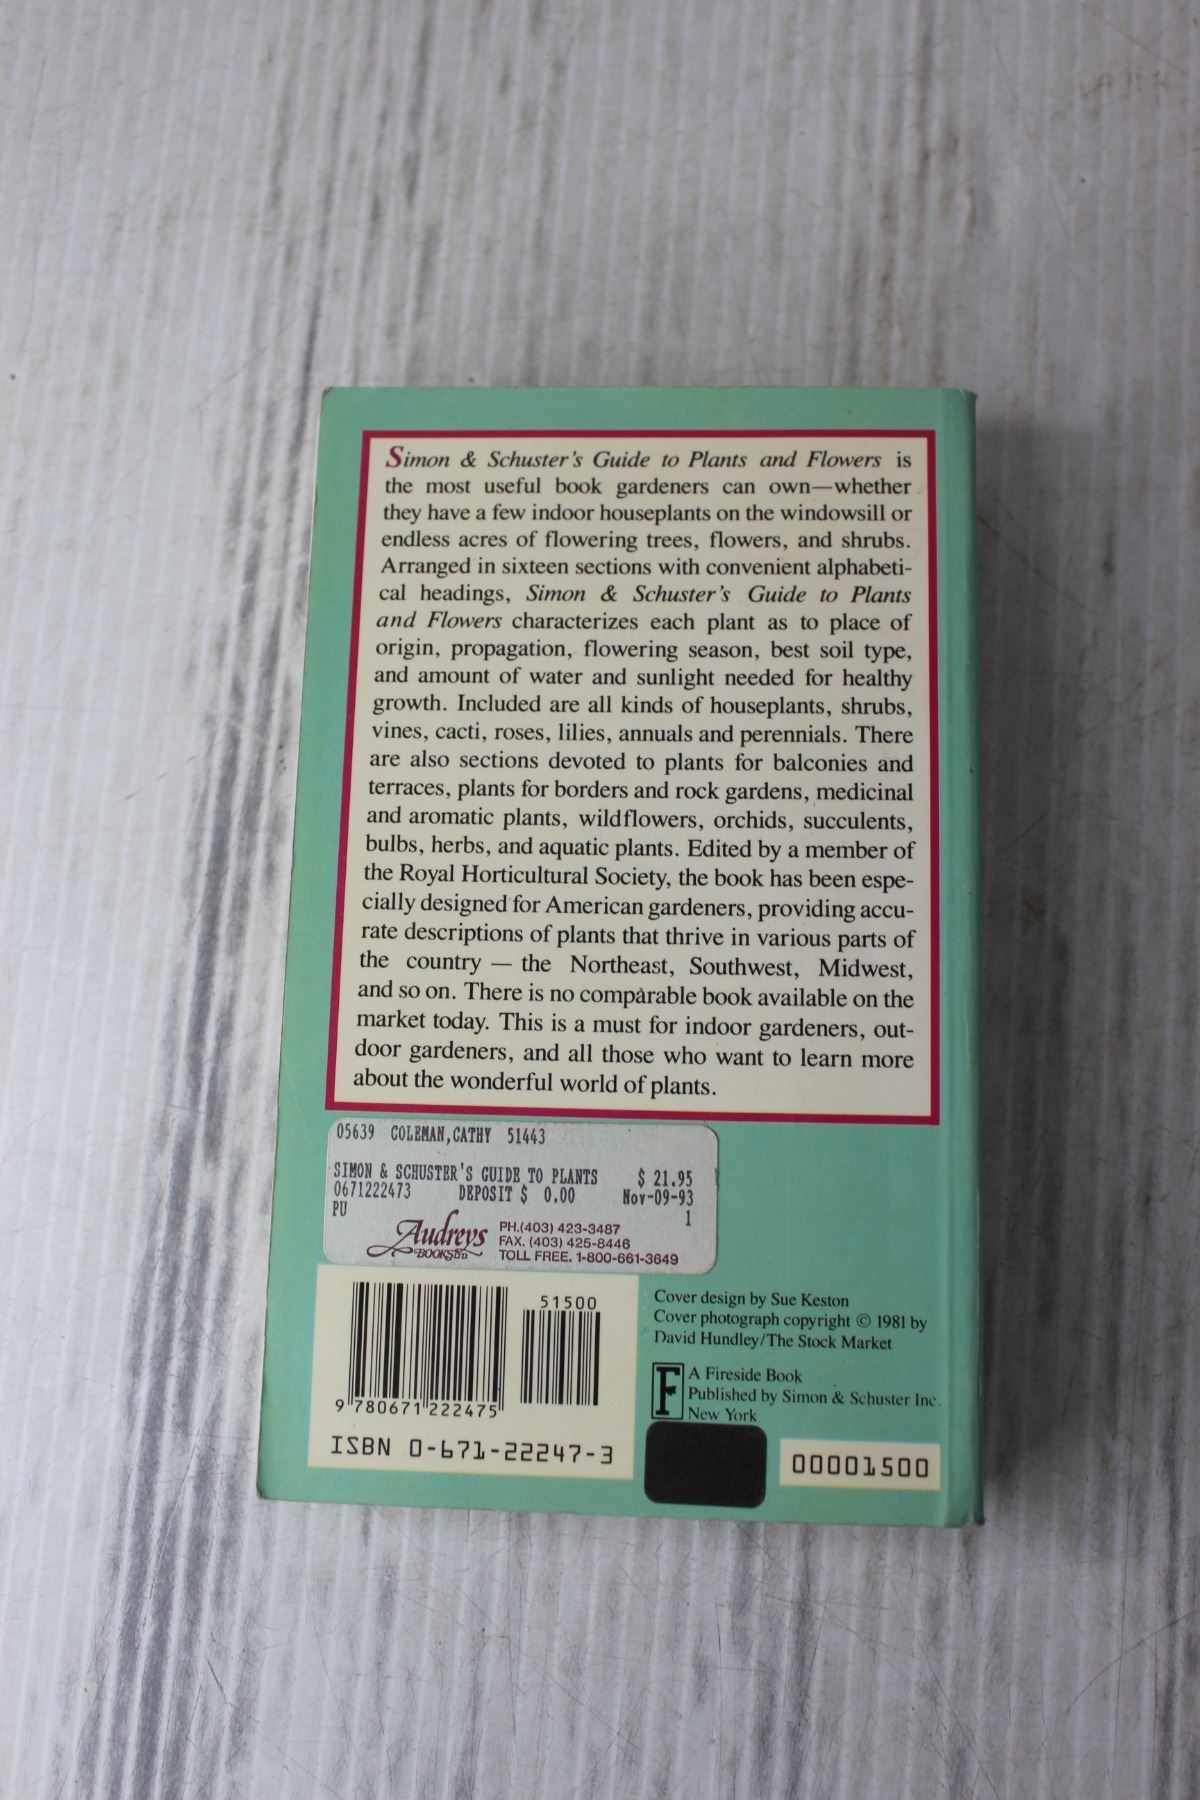 Simon & Schuster's Guide to Plants and Flowers is
the most useful book gardeners can own—whether
they have a few indoor houseplants on the windowsill or
endless acres of flowering trees, flowers, and shrubs.
Arranged in sixteen sections with convenient alphabeti-
cal headings, Simon & Schuster's Guide to Plants
and Flowers characterizes each plant as to place of
origin, propagation, flowering season, best soil type,
and amount of water and sunlight needed for healthy
growth. Included are all kinds of houseplants, shrubs,
vines, cacti, roses, lilies, annuals and perennials. There
are also sections devoted to plants for balconies and
terraces, plants for borders and rock gardens, medicinal
and aromatic plants, wildflowers, orchids, succulents,
bulbs, herbs, and aquatic plants. Edited by a member of
the Royal Horticultural Society, the book has been espe-
cially designed for American gardeners, providing accu-
rate descriptions of plants that thrive in various parts of
the country — the Northeast, Southwest, Midwest,
and so on. There is no comparable book available on the
market today. This is a must for indoor gardeners, out-
door gardeners, and all those who want to learn more
about the wonderful world of plants.
05639 COLEMAN,CATHY 51443
SIMON & SCHUSTER'S GUIDE TO PLANTS $ 21.95
0671222473 DEPOSIT $ 0.00 Nov-09-93
PU 1
Audreys
BOOKS Ltd.
PH.(403) 423-3487
FAX. (403) 425-8446
TOLL FREE. 1-800-661-3649
51500
9 780671 222475
ISBN 0-671-22247-3
Cover design by Sue Keston
Cover photograph copyright © 1981 by
David Hundley/The Stock Market
F
A Fireside Book
Published by Simon & Schuster Inc.
New York
00001500